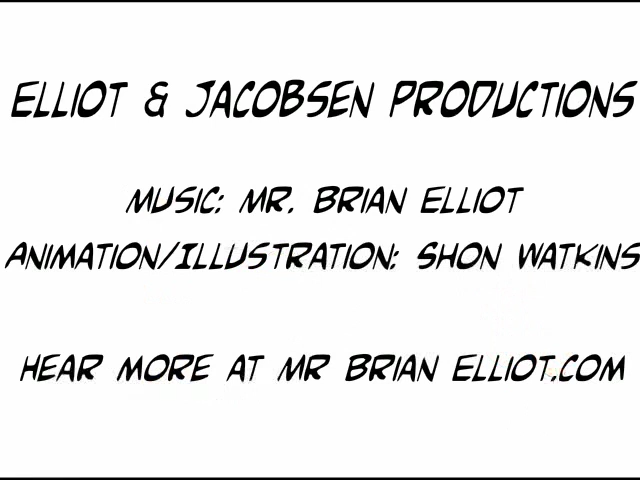 ELLIOT & JACOBSEN PRODUCTIONS
MUSIC: MR. BRIAN ELLIOT
ANIMATION/ILLUSTRATION: SHON WATKINS
HEAR MORE AT MR BRIAN ELLIOT.COM